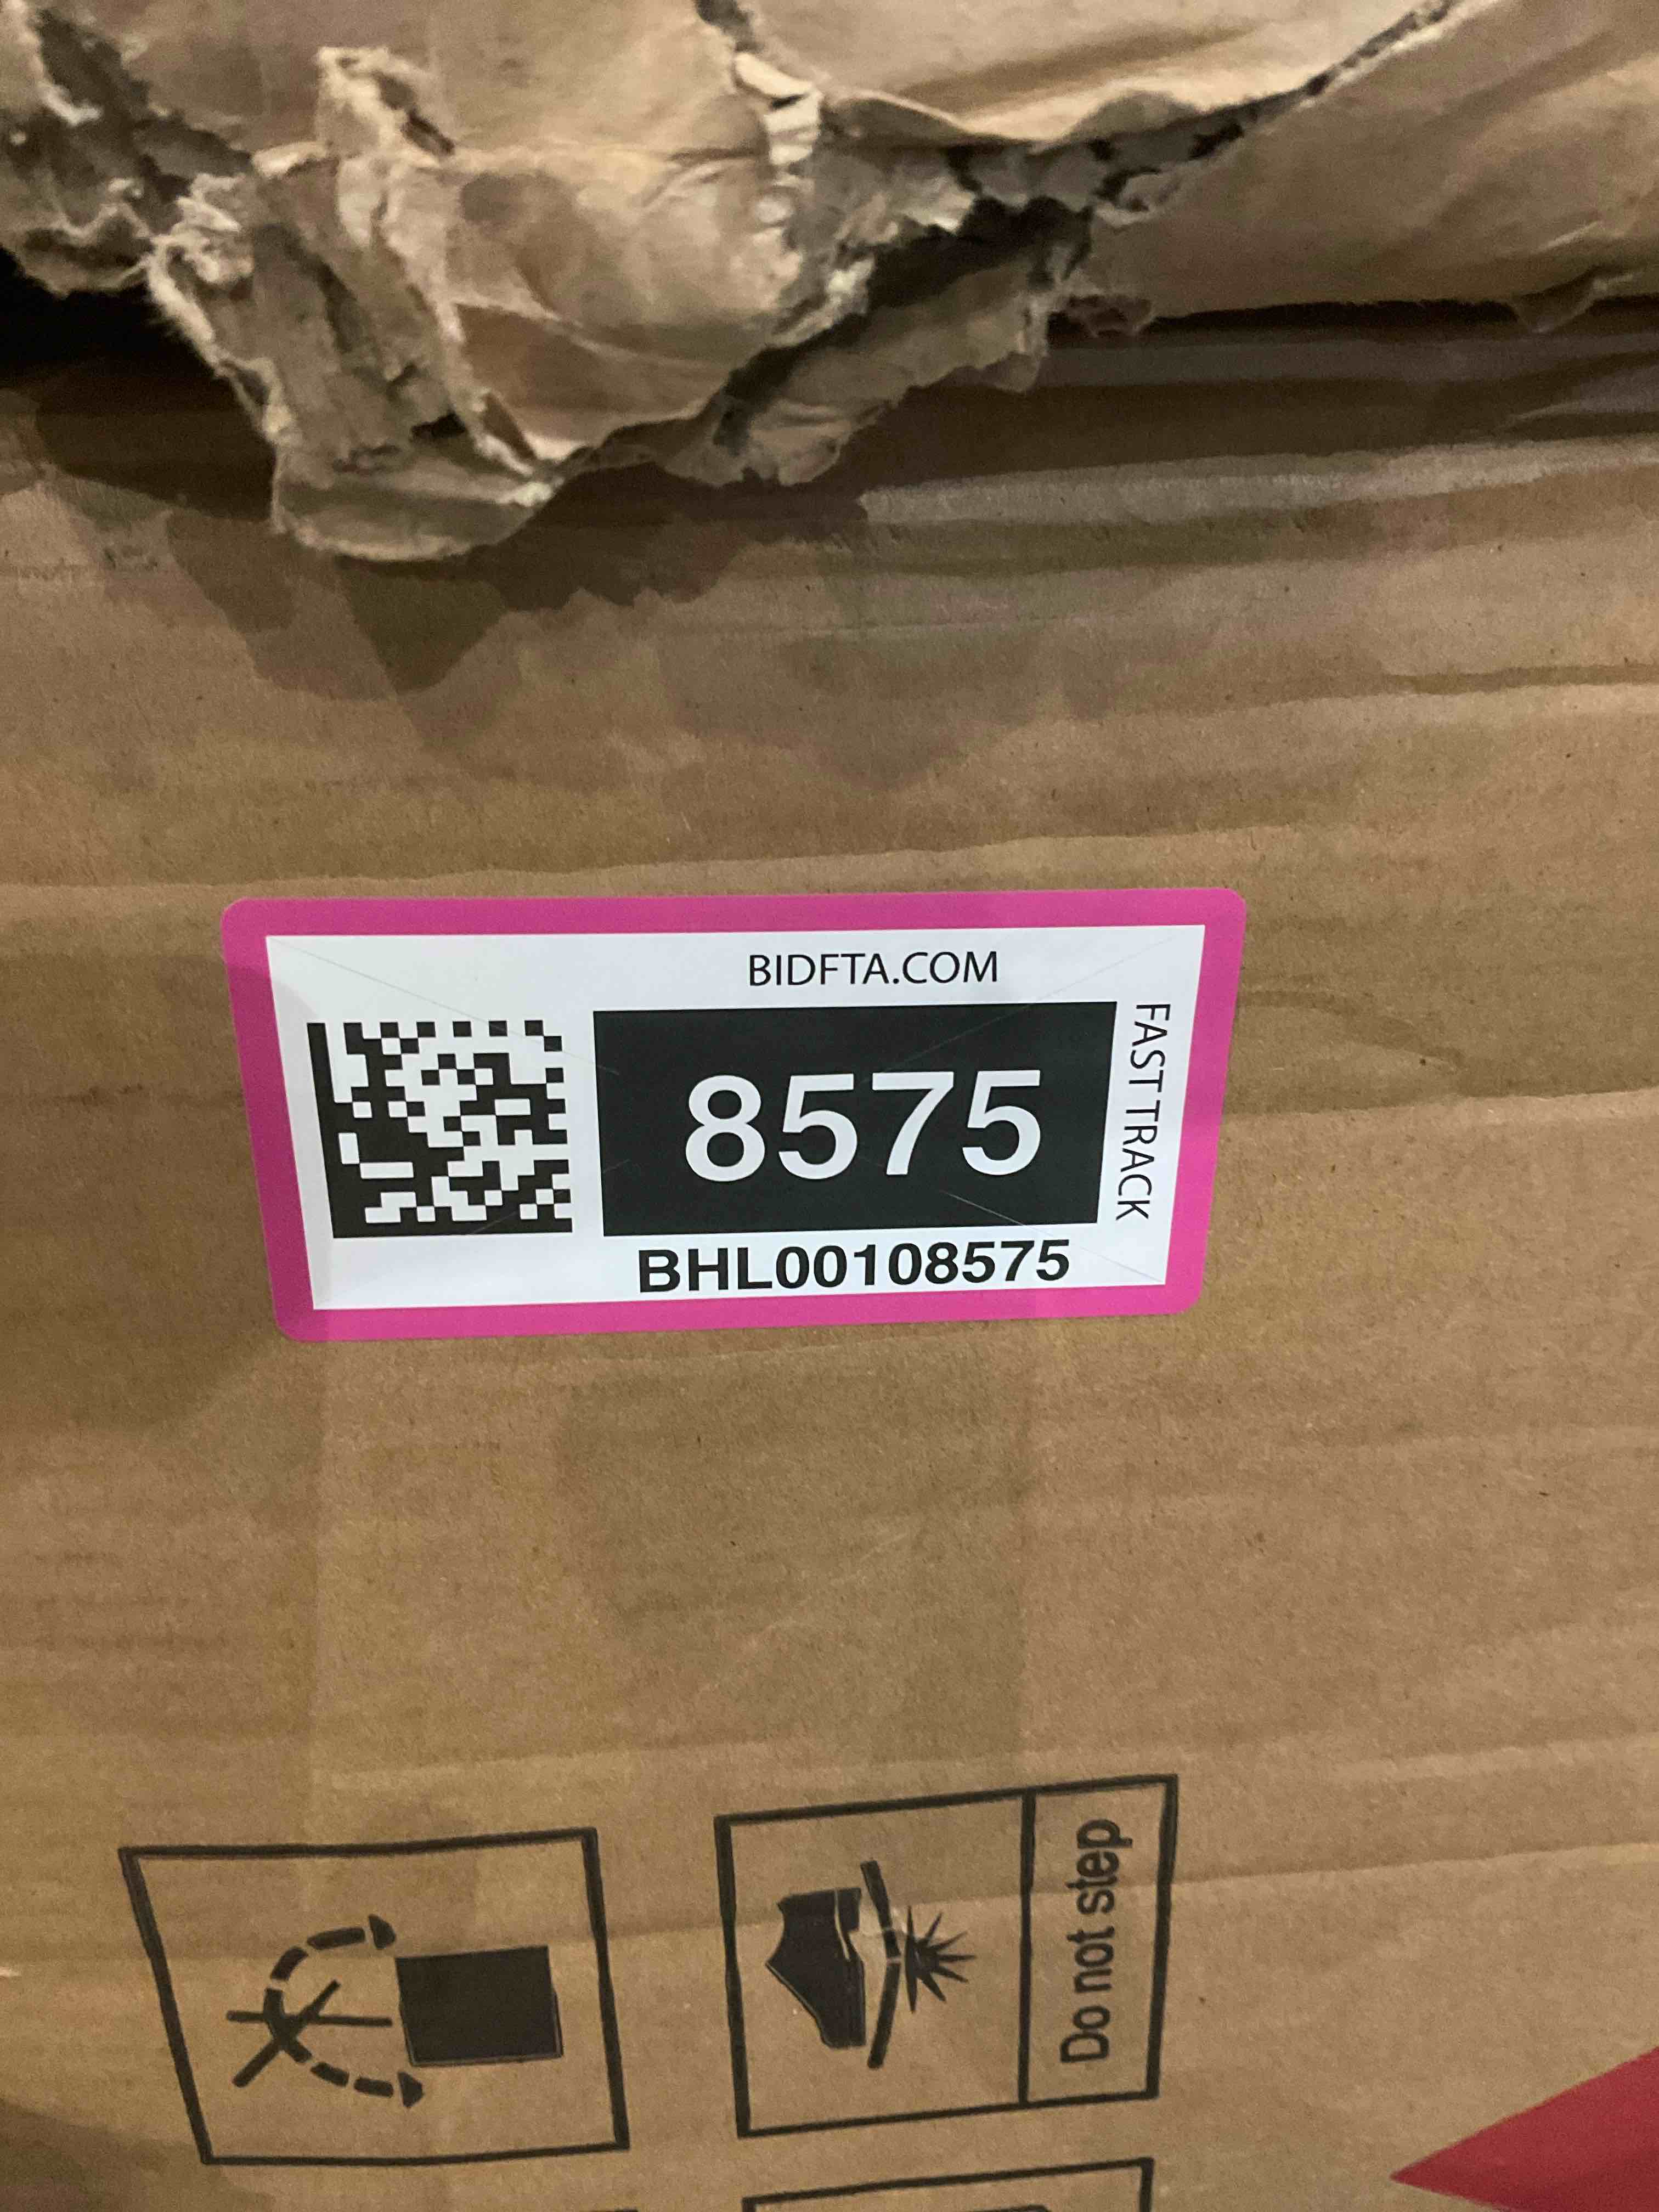 BIDFTA.COM
8575
FAST TRACK
BHL00108575
Do not step